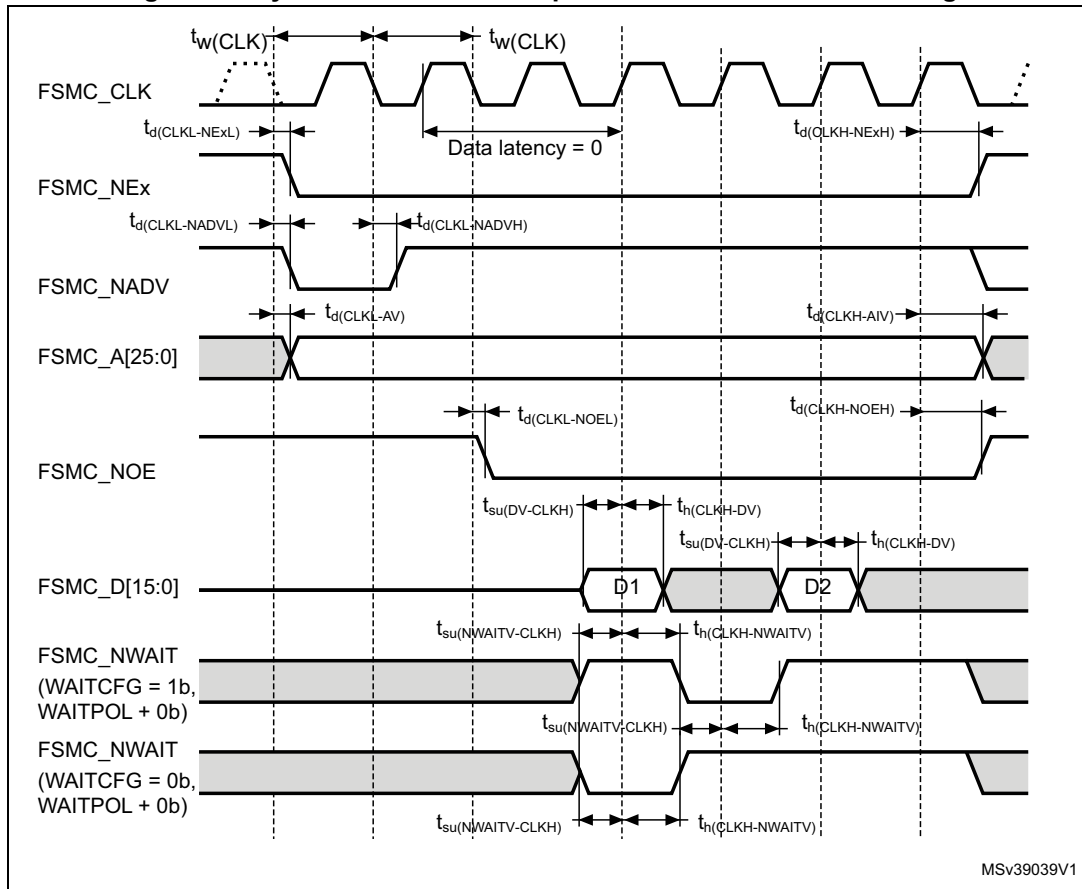 tw(CLK) tw(CLK)
FSMC_CLK
td(CLKL-NExL) Data latency = 0 td(CLKH-NExH)
FSMC_NEx
td(CLKL-NADVL) td(CLKL-NADVH)
FSMC_NADV
td(CLKL-AV) td(CLKH-AIV)
FSMC_A[25:0]
td(CLKL-NOEL) td(CLKH-NOEH)
FSMC_NOE
tsu(DV-CLKH) th(CLKH-DV)
tsu(DV-CLKH) th(CLKH-DV)
FSMC_D[15:0] D1 D2
tsu(NWAITV-CLKH) th(CLKH-NWAITV)
FSMC_NWAIT
(WAITCFG = 1b,
WAITPOL + 0b)
tsu(NWAITV-CLKH) th(CLKH-NWAITV)
FSMC_NWAIT
(WAITCFG = 0b,
WAITPOL + 0b)
tsu(NWAITV-CLKH) th(CLKH-NWAITV)
MSv39039V1